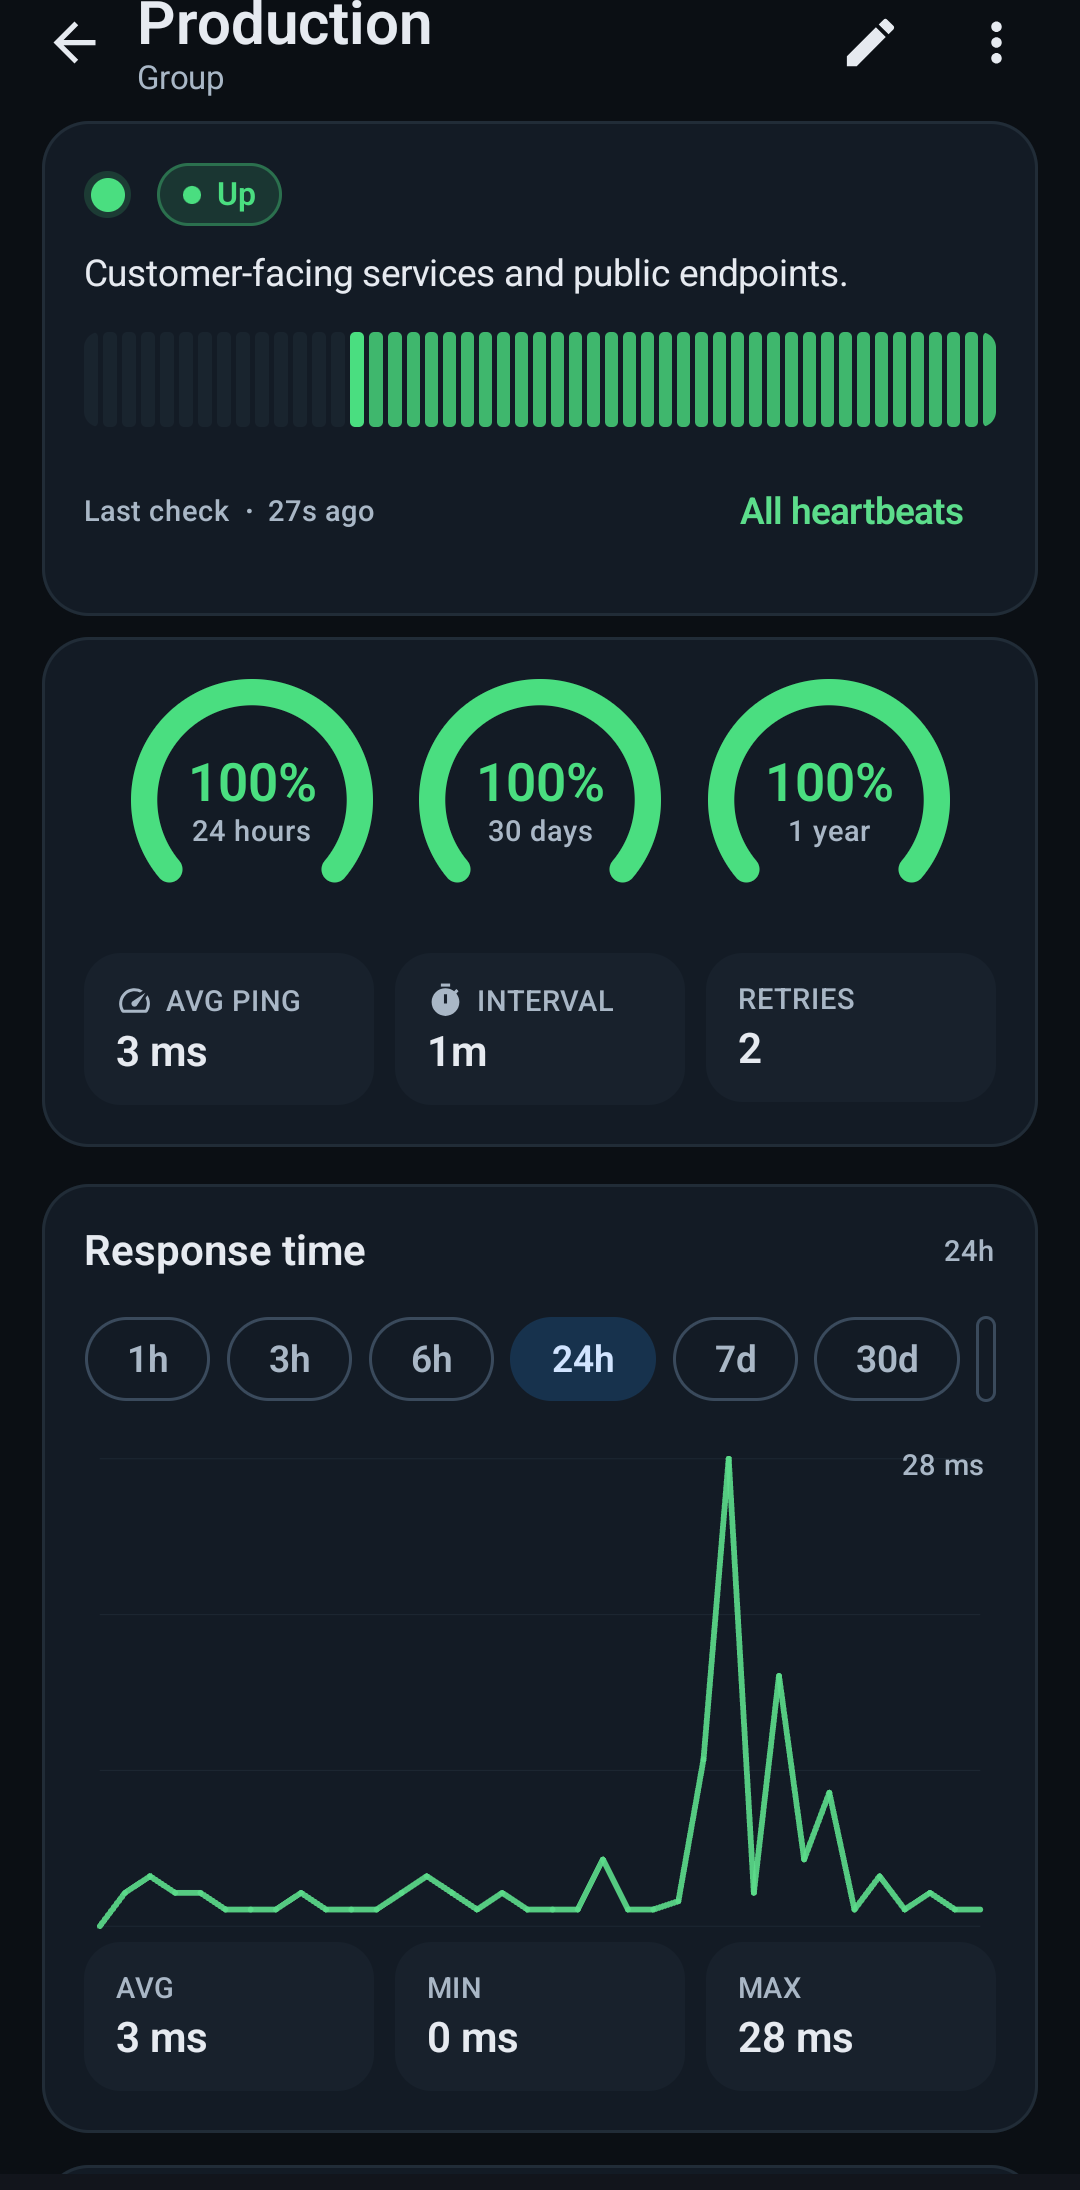 Production
Group
Up
Customer-facing services and public endpoints.
Last check · 27s ago
All heartbeats
100%
24 hours
100%
30 days
100%
1 year
AVG PING
3 ms
INTERVAL
1m
RETRIES
2
Response time
24h
1h
3h
6h
24h
7d
30d
28 ms
AVG
3 ms
MIN
0 ms
MAX
28 ms